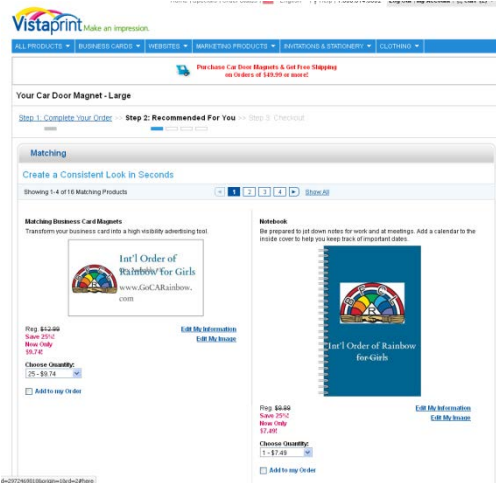 Vistaprint Make an impression.
ALL PRODUCTS BUSINESS CARDS WEBSITES MARKETING PRODUCTS INVITATIONS & STATIONERY CLOTHING
Purchase Car Door Magnets & Get Free Shipping
on Orders of $49.99 or more!
Your Car Door Magnet - Large
Step 1: Complete Your Order >> Step 2: Recommended For You >> Step 3: Checkout
Matching
Create a Consistent Look in Seconds
Showing 1-4 of 16 Matching Products
1 2 3 4 Show All
Matching Business Card Magnets
Transform your business card into a high visibility advertising tool.
Int'l Order of
Rainbow for Girls
www.GoCARainbow.
com
Reg. $12.99
Save 25%!
Now Only
$9.74!
Edit My Information
Edit My Image
Choose Quantity:
25 - $9.74
Add to my Order
Notebook
Be prepared to jot down notes for work and at meetings. Add a calendar to the
inside cover to help you keep track of important dates.
Int'l Order of Rainbow
for Girls
Reg. $9.99
Save 25%!
Now Only
$7.49!
Edit My Information
Edit My Image
Choose Quantity:
1 - $7.49
Add to my Order